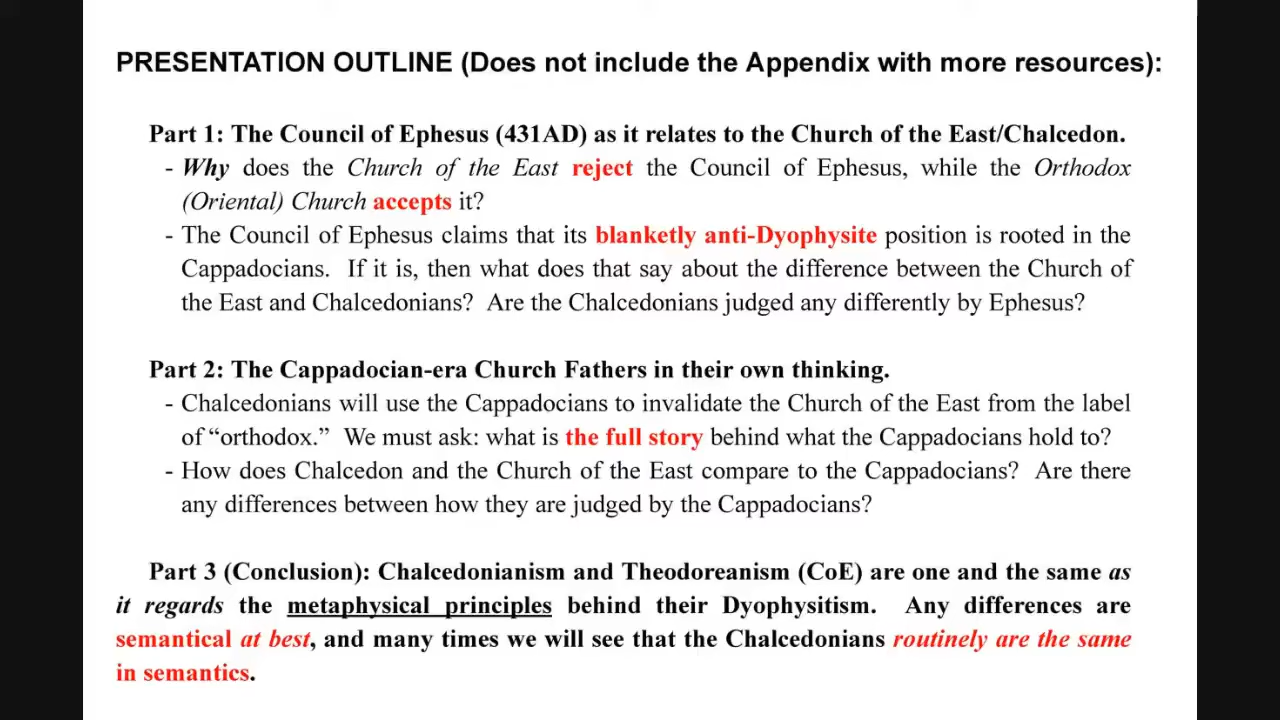 PRESENTATION OUTLINE (Does not include the Appendix with more resources):
Part 1: The Council of Ephesus (431AD) as it relates to the Church of the East/Chalcedon.
- Why does the Church of the East reject the Council of Ephesus, while the Orthodox
(Oriental) Church accepts it?
- The Council of Ephesus claims that its blanketly anti-Dyophysite position is rooted in the
Cappadocians. If it is, then what does that say about the difference between the Church of
the East and Chalcedonians? Are the Chalcedonians judged any differently by Ephesus?
Part 2: The Cappadocian-era Church Fathers in their own thinking.
- Chalcedonians will use the Cappadocians to invalidate the Church of the East from the label
of “orthodox.” We must ask: what is the full story behind what the Cappadocians hold to?
- How does Chalcedon and the Church of the East compare to the Cappadocians? Are there
any differences between how they are judged by the Cappadocians?
Part 3 (Conclusion): Chalcedonianism and Theodoreanism (CoE) are one and the same as
it regards the metaphysical principles behind their Dyophysitism. Any differences are
semantical at best, and many times we will see that the Chalcedonians routinely are the same
in semantics.